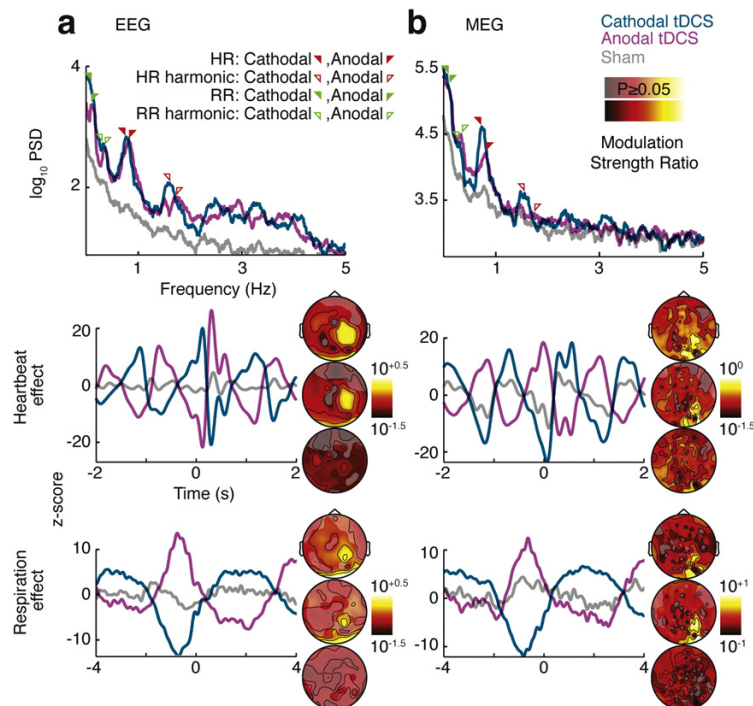 a EEG
HR: Cathodal ,Anodal
HR harmonic: Cathodal ,Anodal
RR: Cathodal ,Anodal
RR harmonic: Cathodal ,Anodal
log10 PSD
4
2
1
3
5
Frequency (Hz)
b MEG
Cathodal tDCS
Anodal tDCS
Sham
P≥0.05
Modulation
Strength Ratio
5.5
4.5
3.5
1
3
5
Heartbeat
effect
20
0
-20
-2
0
2
Time (s)
10+0.5
10-1.5
20
0
-20
-2
0
2
100
10-1.5
z-score
Respiration
effect
10
0
-10
-4
0
4
10+0.5
10-1.5
10
0
-10
-4
0
4
10+1
10-1